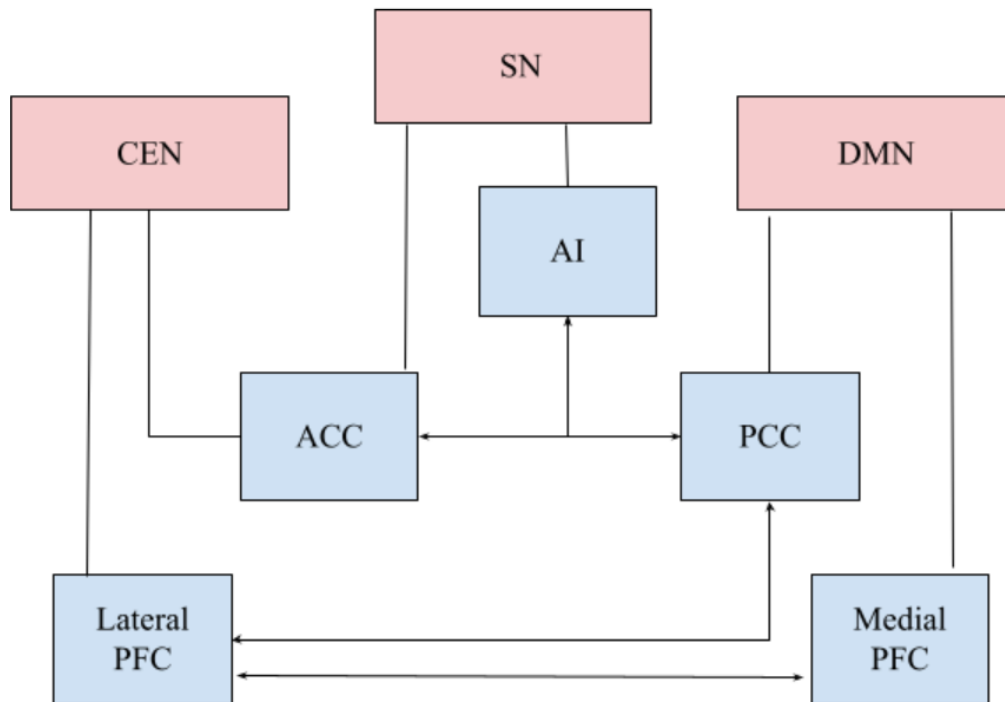 SN
CEN
DMN
AI
ACC
PCC
Lateral
PFC
Medial
PFC